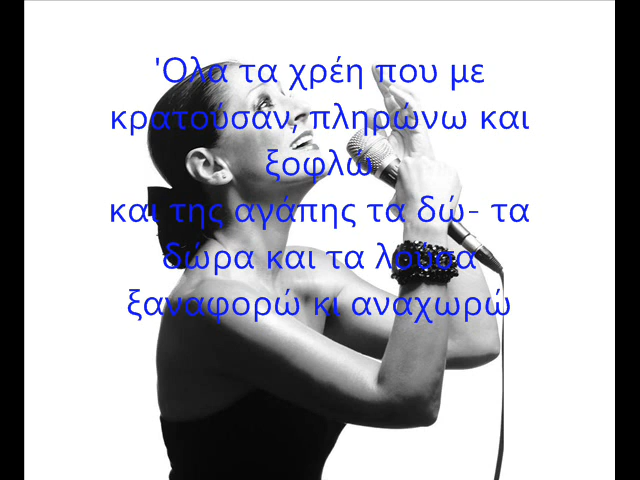 'Ολα τα χρέη που με
κρατούσαν, πληρώνω και
ξοφλώ
και της αγάπης τα δώ- τα
δώρα και τα λούσα
ξαναφορώ κι αναχωρώ